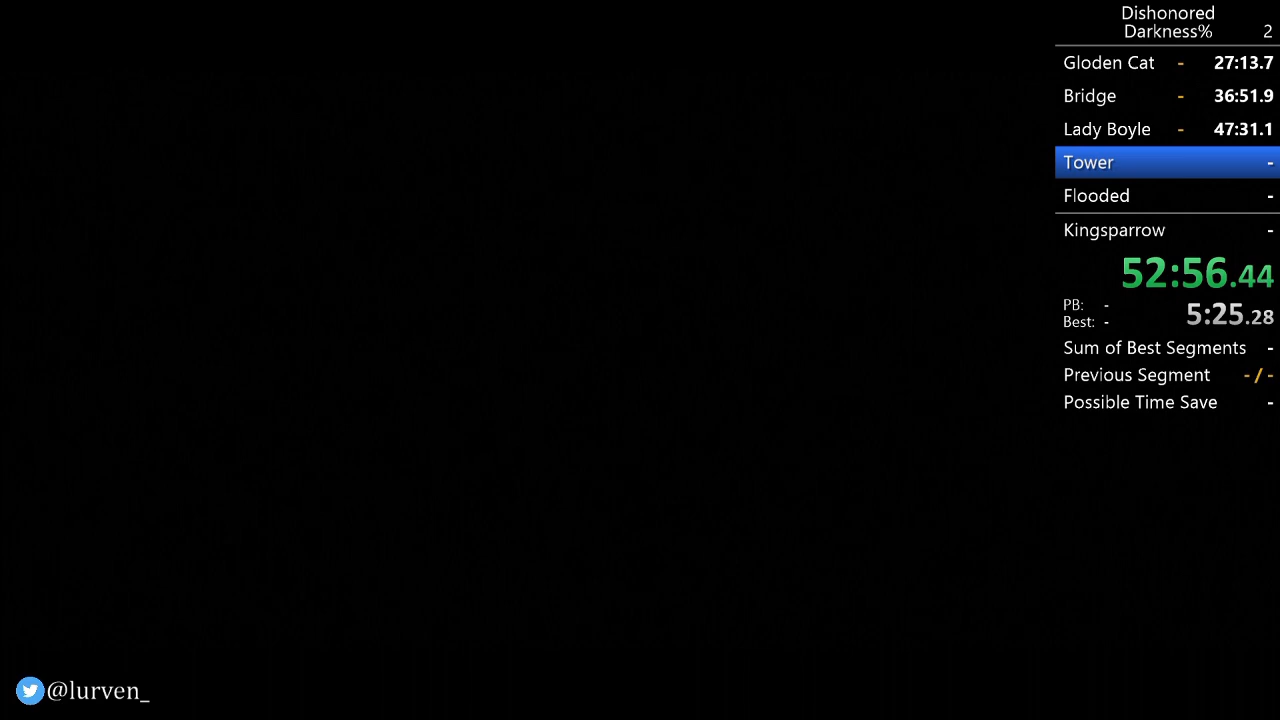 Dishonored
Darkness% 2
Gloden Cat - 27:13.7
Bridge - 36:51.9
Lady Boyle - 47:31.1
Tower -
Flooded -
Kingsparrow -
52:56.44
PB: - 5:25.28
Best: -
Sum of Best Segments -
Previous Segment - / -
Possible Time Save -
@lurven_